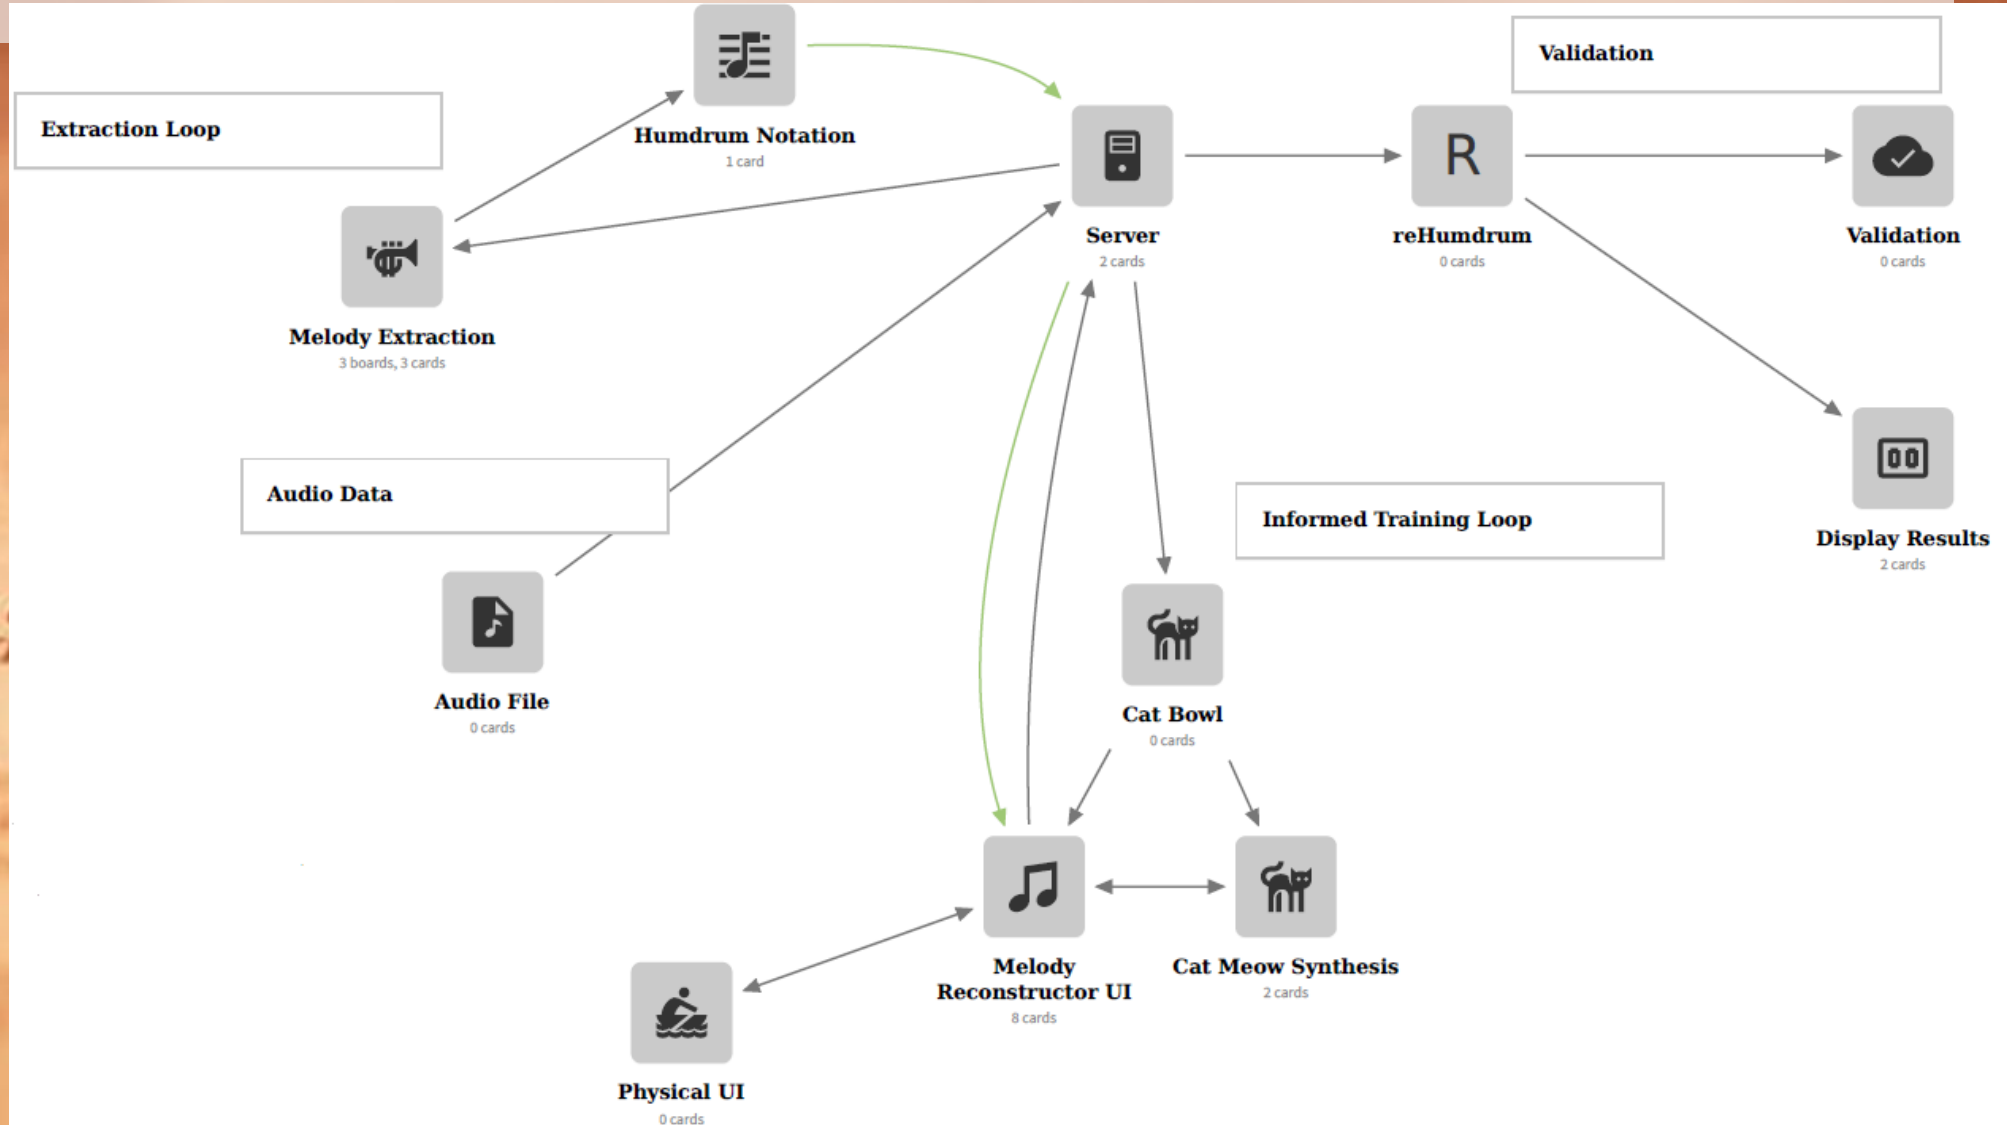 Validation
Extraction Loop
Humdrum Notation
1 card
R
Server
2 cards
reHumdrum
0 cards
Validation
0 cards
Melody Extraction
3 boards, 3 cards
Audio Data
Informed Training Loop
Display Results
2 cards
Audio File
0 cards
Cat Bowl
0 cards
Melody
Reconstructor UI
8 cards
Cat Meow Synthesis
2 cards
Physical UI
0 cards